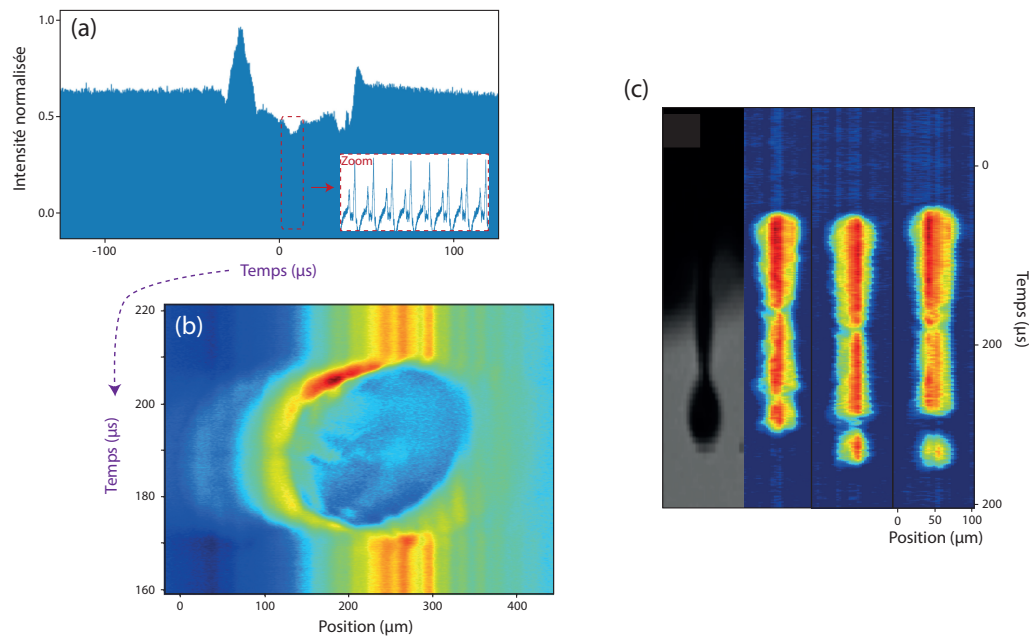 (a)
Intensité normalisée
1.0
0.5
0.0
Zoom
-100
0
100
Temps (µs)
(b)
Temps (µs)
220
200
180
160
0
100
200
300
400
Position (µm)
(c)
0
200
200
Temps (µs)
0
50
100
Position (µm)